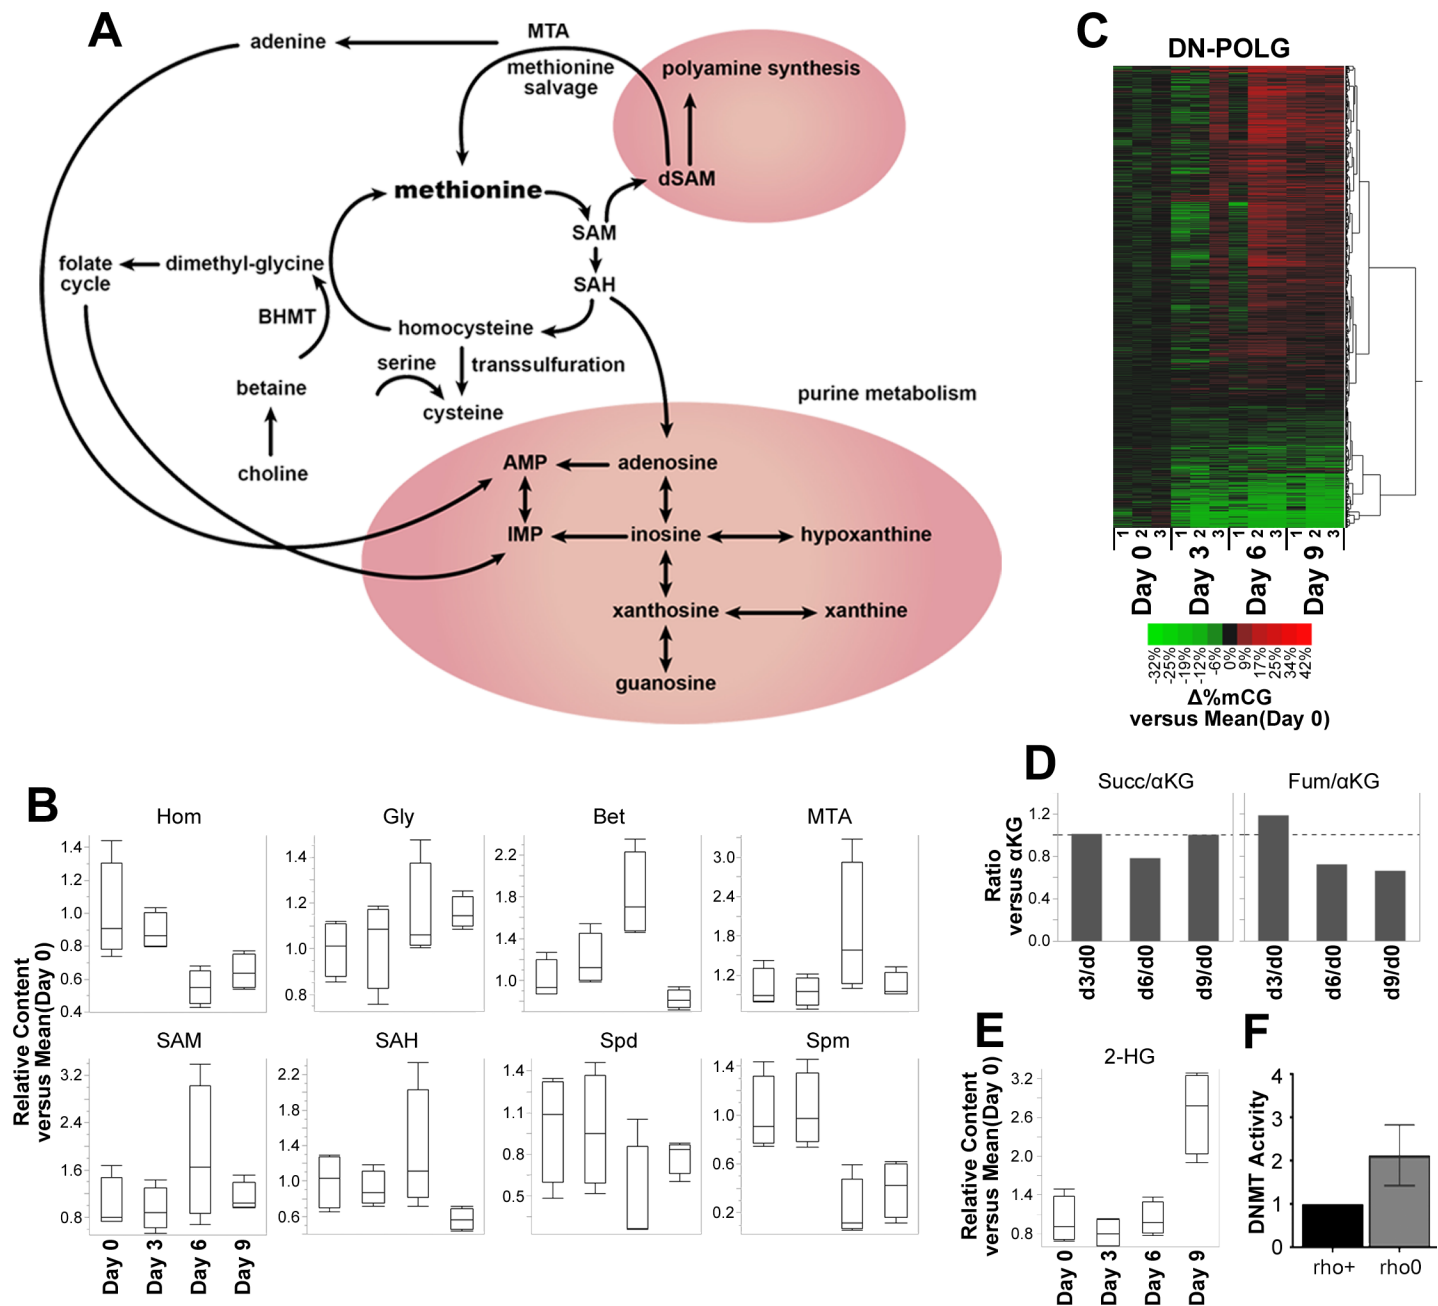 A
adenine
MTA
methionine
salvage
polyamine synthesis
dSAM
methionine
SAM
SAH
folate
cycle
dimethyl-glycine
BHMT
homocysteine
serine
transsulfuration
betaine
cysteine
choline
purine metabolism
AMP
adenosine
IMP
inosine
hypoxanthine
xanthosine
xanthine
guanosine
C
DN-POLG
1 2 3 1 2 3 1 2 3 1 2 3
Day 0 Day 3 Day 6 Day 9
-32% -25% -19% -12% -6% 0% 9% 17% 25% 34% 42%
Δ%mCG
versus Mean(Day 0)
B
Relative Content
versus Mean(Day 0)
Hom
1.4
1.2
1.0
0.8
0.6
0.4
Gly
1.4
1.2
1.0
0.8
Bet
2.2
1.8
1.4
1.0
MTA
3.0
2.4
1.8
1.2
SAM
3.2
2.4
1.6
0.8
Day 0 Day 3 Day 6 Day 9
SAH
2.2
1.8
1.4
1.0
0.6
Spd
1.4
1.1
0.8
0.5
Spm
1.4
1.0
0.6
0.2
D
Ratio
versus αKG
Succ/αKG
Fum/αKG
1.2
0.8
0.4
0.0
d3/d0 d6/d0 d9/d0 d3/d0 d6/d0 d9/d0
E
2-HG
Relative Content
versus Mean(Day 0)
3.2
2.6
2.0
1.4
0.8
Day 0 Day 3 Day 6 Day 9
F
DNMT Activity
4
3
2
1
0
rho+ rho0